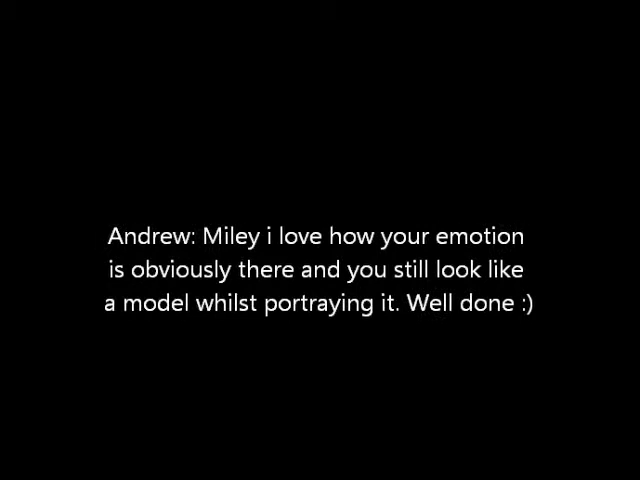 Andrew: Miley i love how your emotion
is obviously there and you still look like
a model whilst portraying it. Well done :)